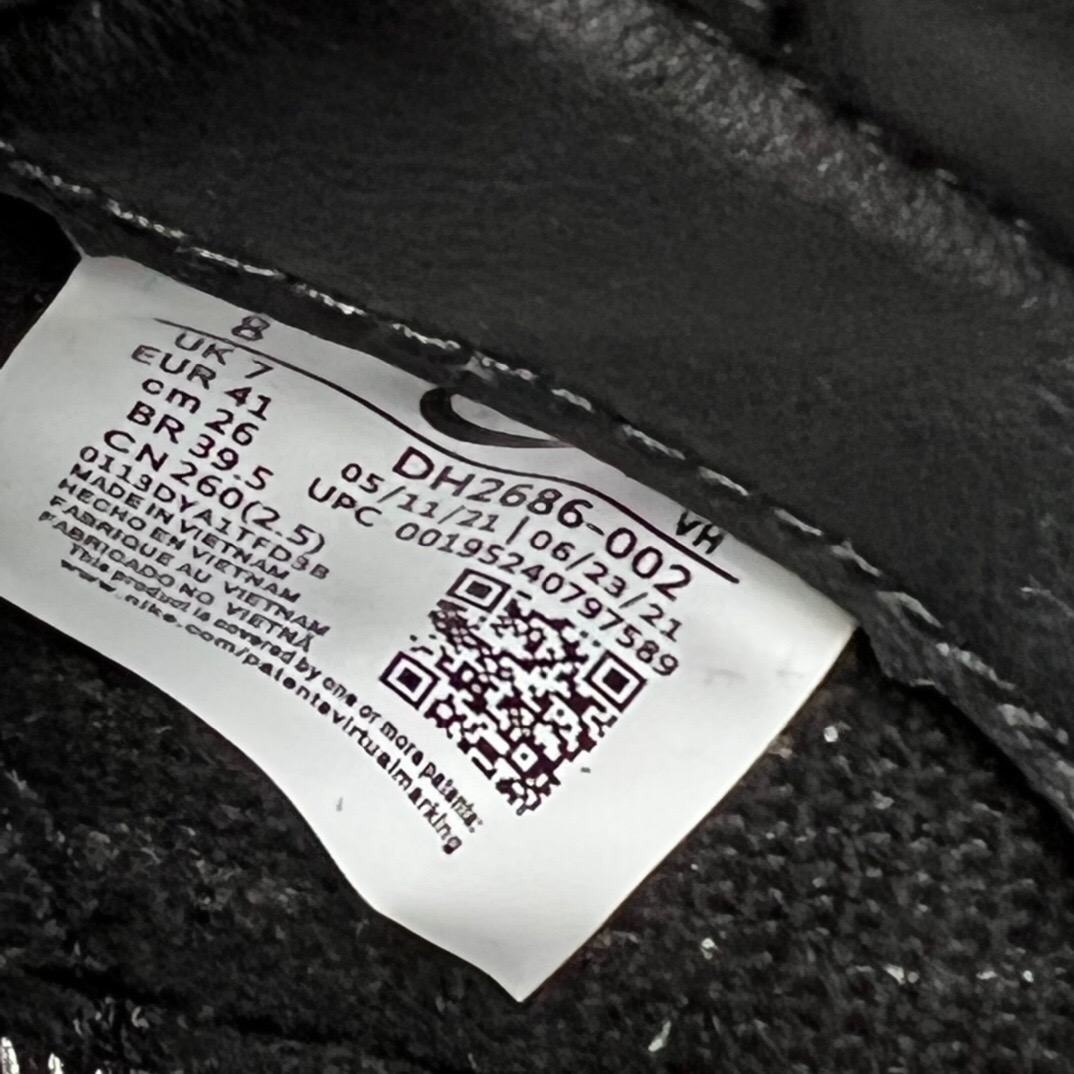 8
UK 7
EUR 41
cm 26
BR 39.5
CN 260(2.5)
0113DYA1TFD3B
MADE IN VIETNAM
HECHO EN VIETNAM
FABRIQUE AU VIETNAM
FABRICADO NO VIETNÃ
This product is covered by one or more patents:
www.nike.com/patentsvirtualmarking
VH
DH2686-002
05/11/21 | 06/23/21
UPC 00195240797589